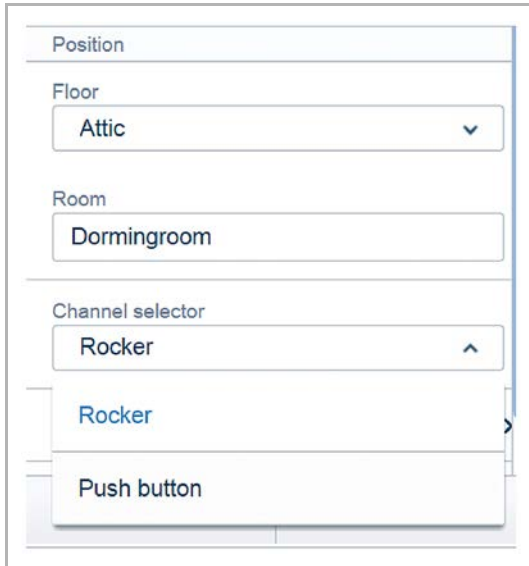 Position
Floor
Attic
Room
Dormingroom
Channel selector
Rocker
Rocker
Push button